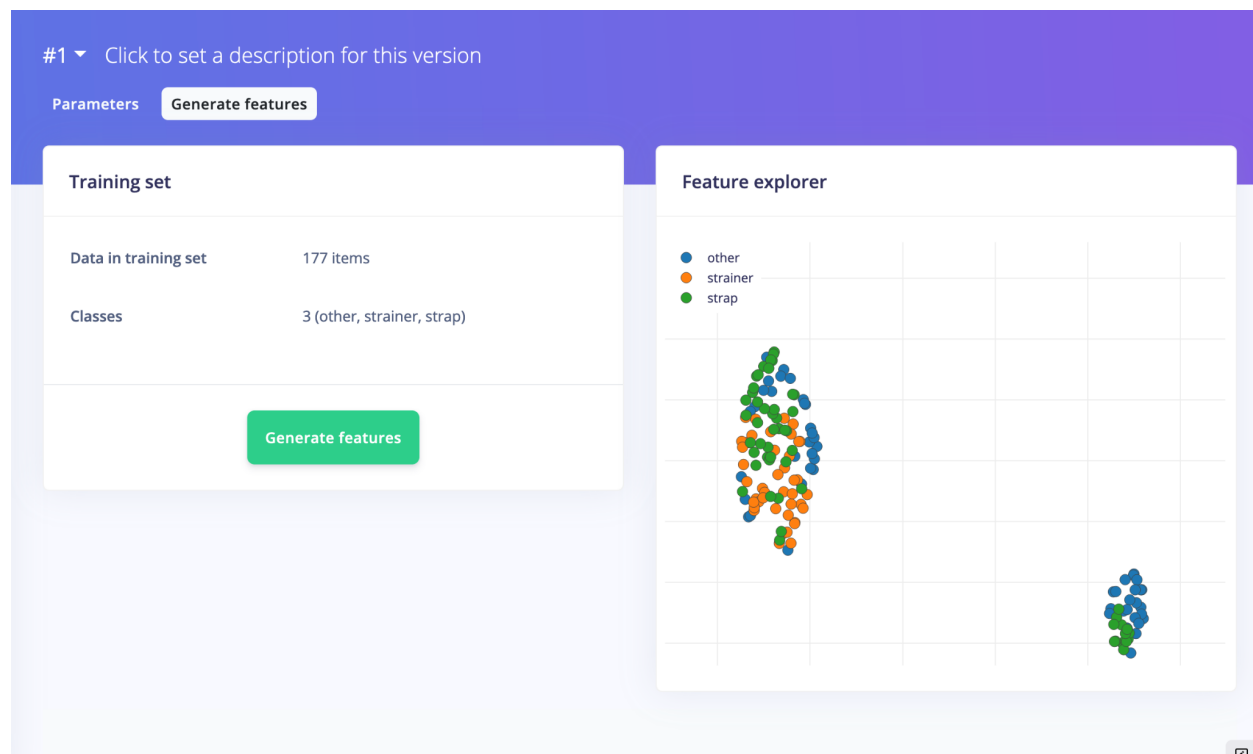 #1 Click to set a description for this version
Parameters Generate features
Training set
Data in training set 177 items
Classes 3 (other, strainer, strap)
Generate features
Feature explorer
other
strainer
strap